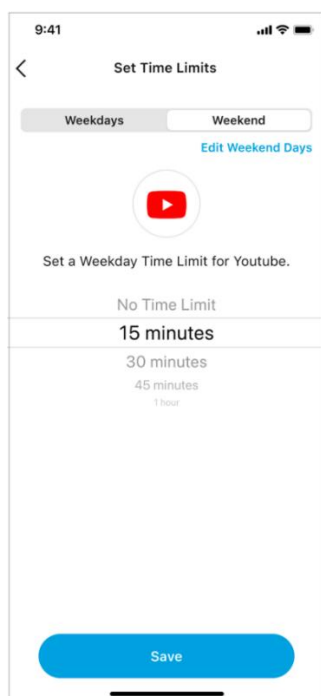 9:41
Set Time Limits
Weekdays Weekend
Edit Weekend Days
Set a Weekday Time Limit for Youtube.
No Time Limit
15 minutes
30 minutes
45 minutes
1 hour
Save